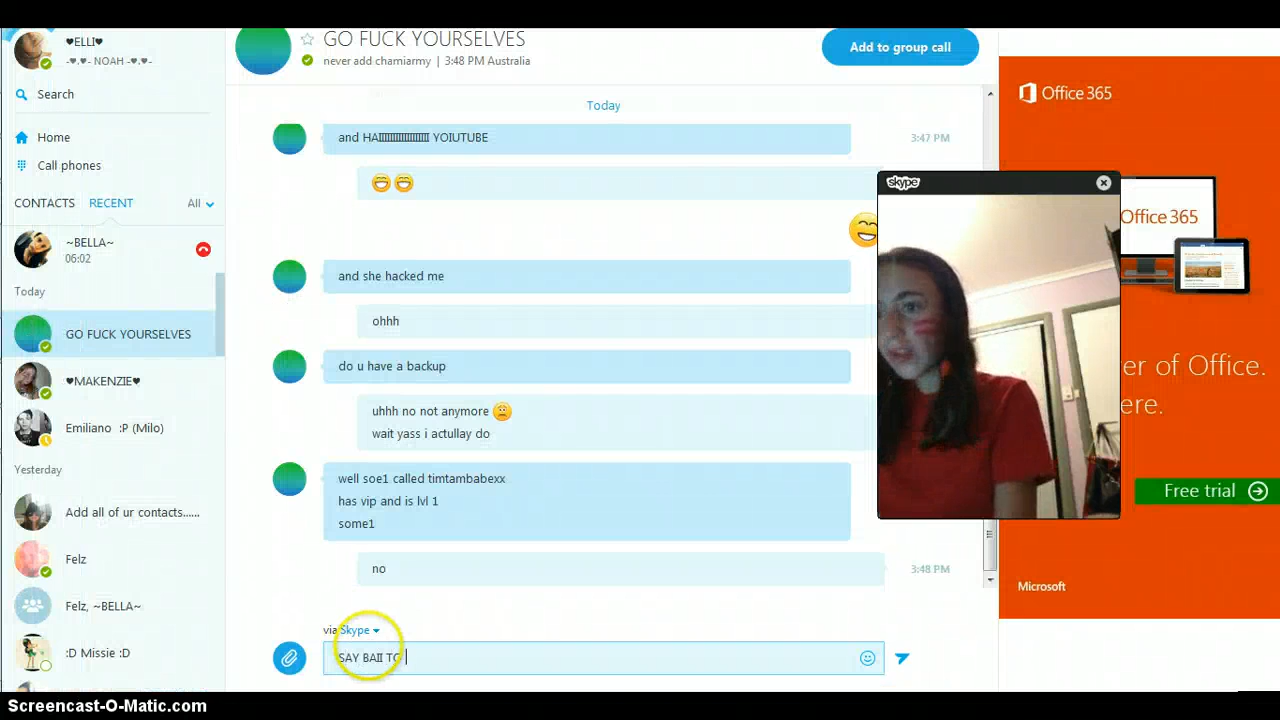 ♥ELLI♥
-♥.♥- NOAH -♥.♥-
Search
Home
Call phones
CONTACTS RECENT All
~BELLA~
06:02
Today
GO FUCK YOURSELVES
♥MAKENZIE♥
Emiliano :P (Milo)
Yesterday
Add all of ur contacts......
Felz
Felz, ~BELLA~
:D Missie :D
GO FUCK YOURSELVES
never add charniarmy | 3:48 PM Australia
Add to group call
Today
and HAIIIIIIIIIIIIIIIIII YOIUTUBE
3:47 PM
and she hacked me
ohhh
do u have a backup
uhhh no not anymore
wait yass i actullay do
well soe1 called timtambabexx
has vip and is lvl 1
some1
no
3:48 PM
via Skype
SAY BAII TO
skype
Office 365
Office 365
er of Office.
ere.
Free trial
Microsoft
Screencast-O-Matic.com